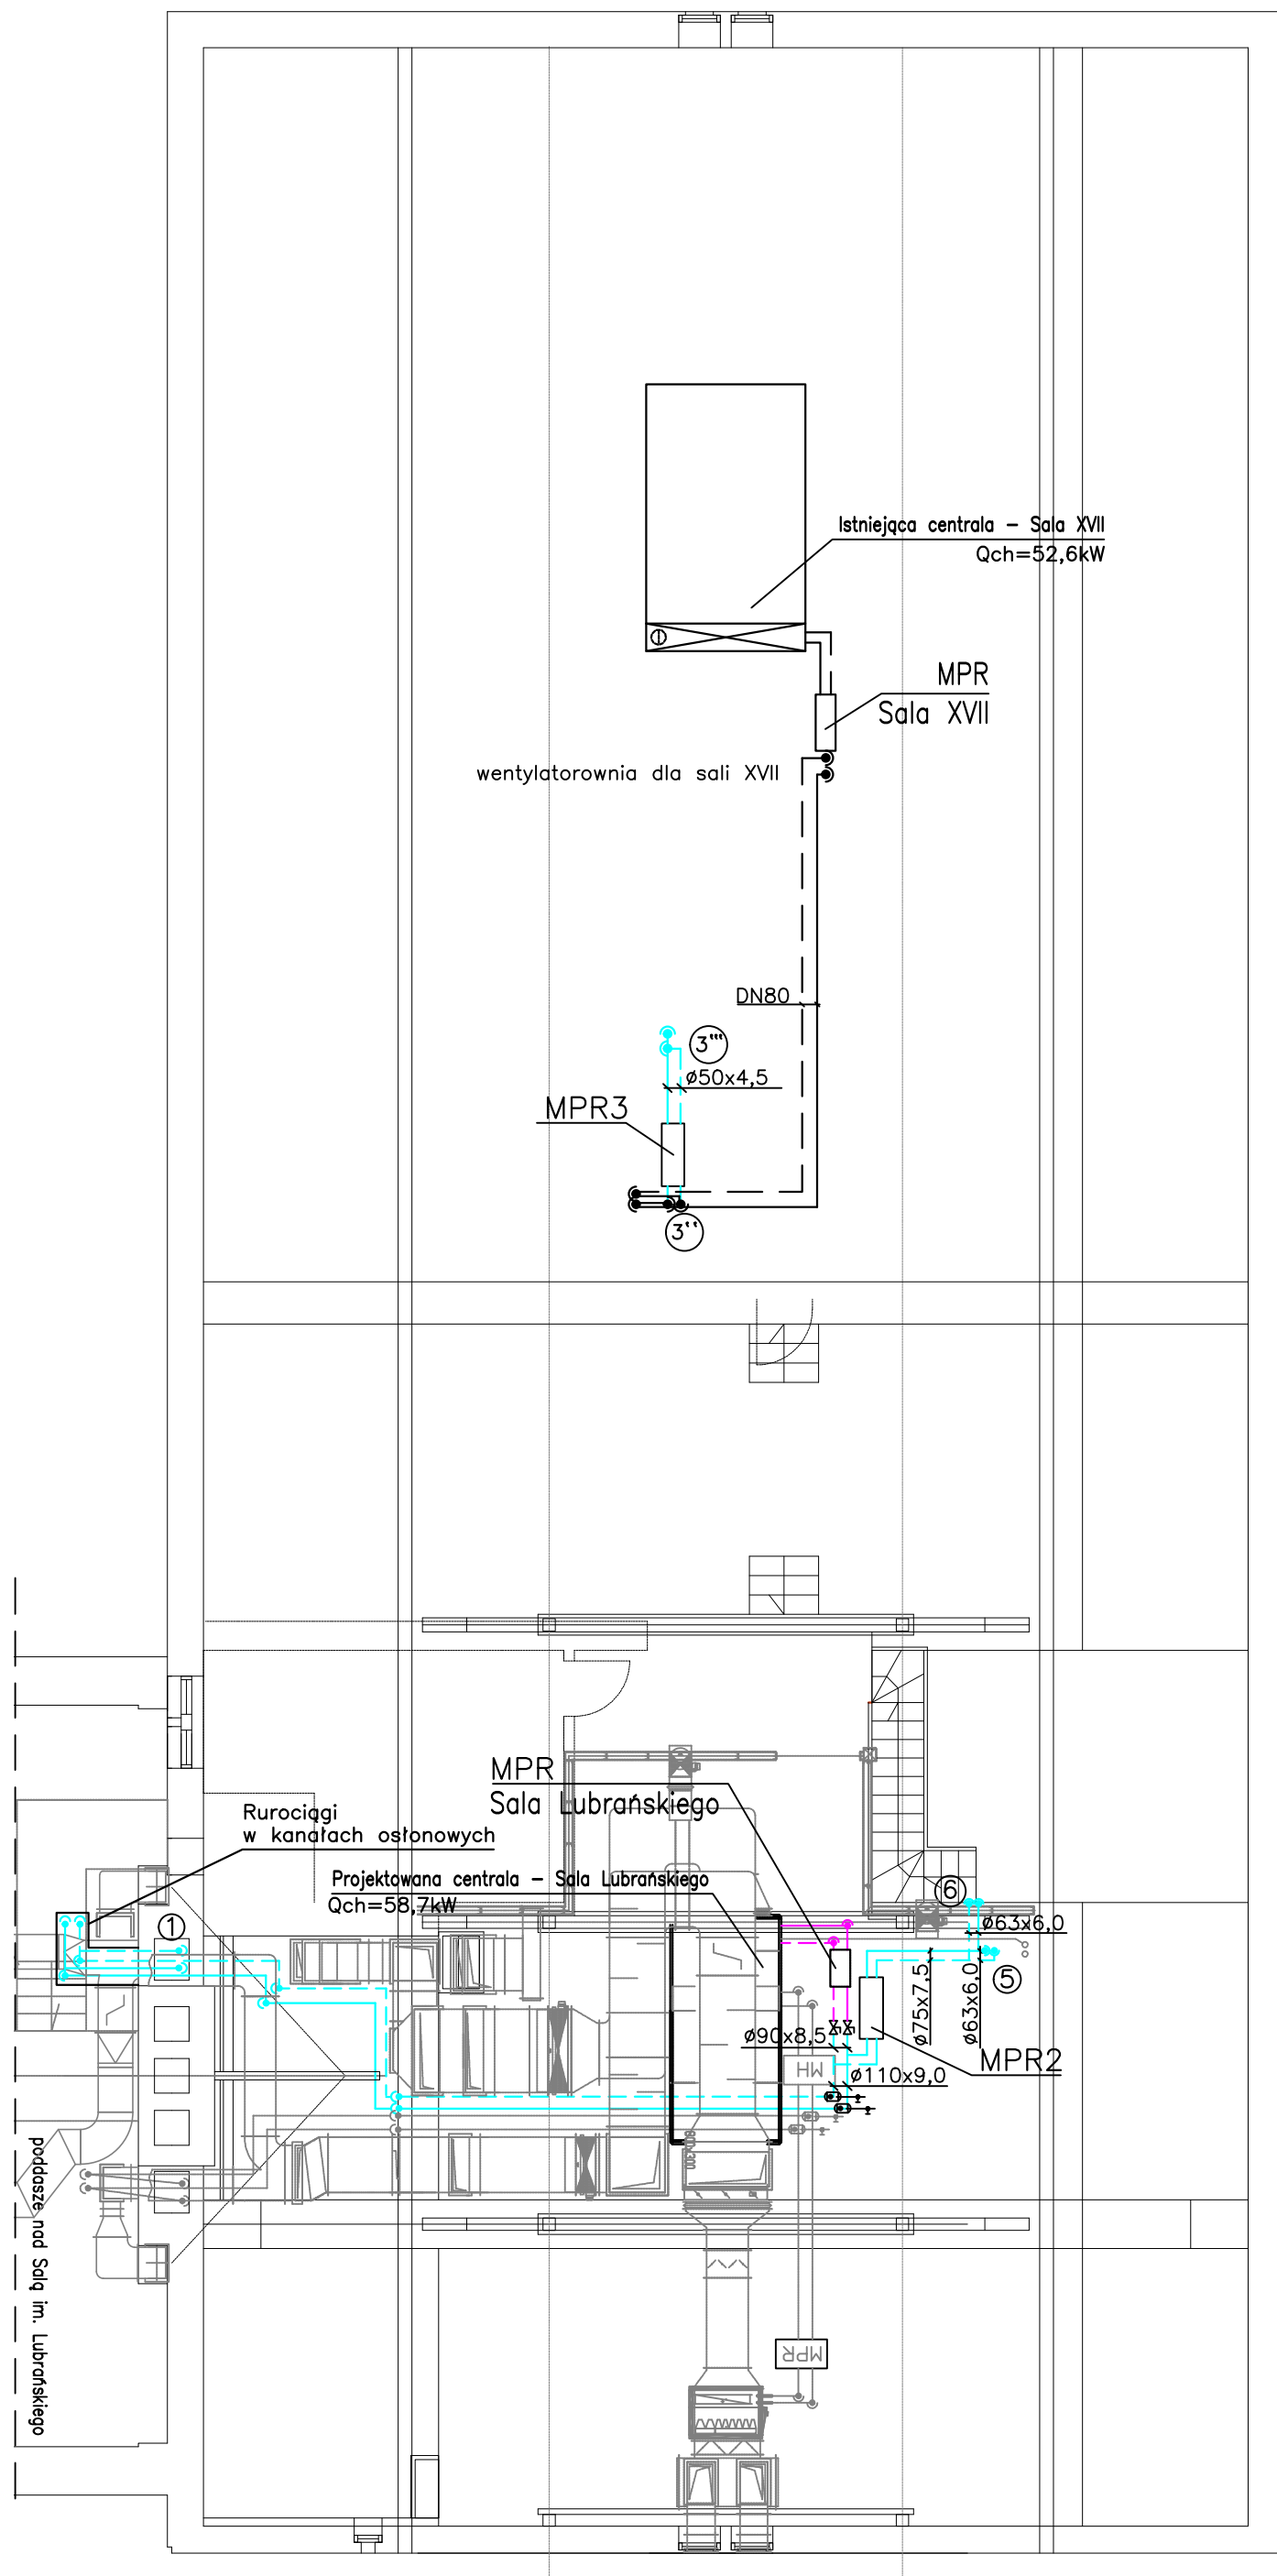 Istniejąca centrala – Sala XVII
Qch=52,6kW
MPR
Sala XVII
wentylatorownia dla sali XVII
DN80
3'''
ø50x4,5
MPR3
3''
MPR
Sala Lubrańskiego
Rurociągi
w kanałach osłonowych
Projektowana centrala – Sala Lubrańskiego
Qch=58,7kW
1
6
ø63x6,0
5
ø75x7,5
ø63x6,0
ø90x8,5
MPR2
MH
ø110x9,0
poddasze nad Salą im. Lubrańskiego
MPR